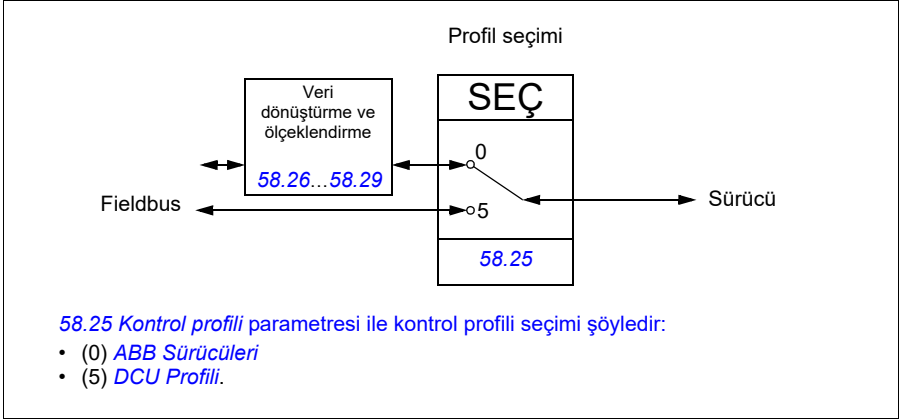 Profil seçimi
Veri
dönüştürme ve
ölçeklendirme
58.26...58.29
SEÇ
0
5
58.25
Fieldbus
Sürücü
58.25 Kontrol profili parametresi ile kontrol profili seçimi şöyledir:
• (0) ABB Sürücüleri
• (5) DCU Profili.